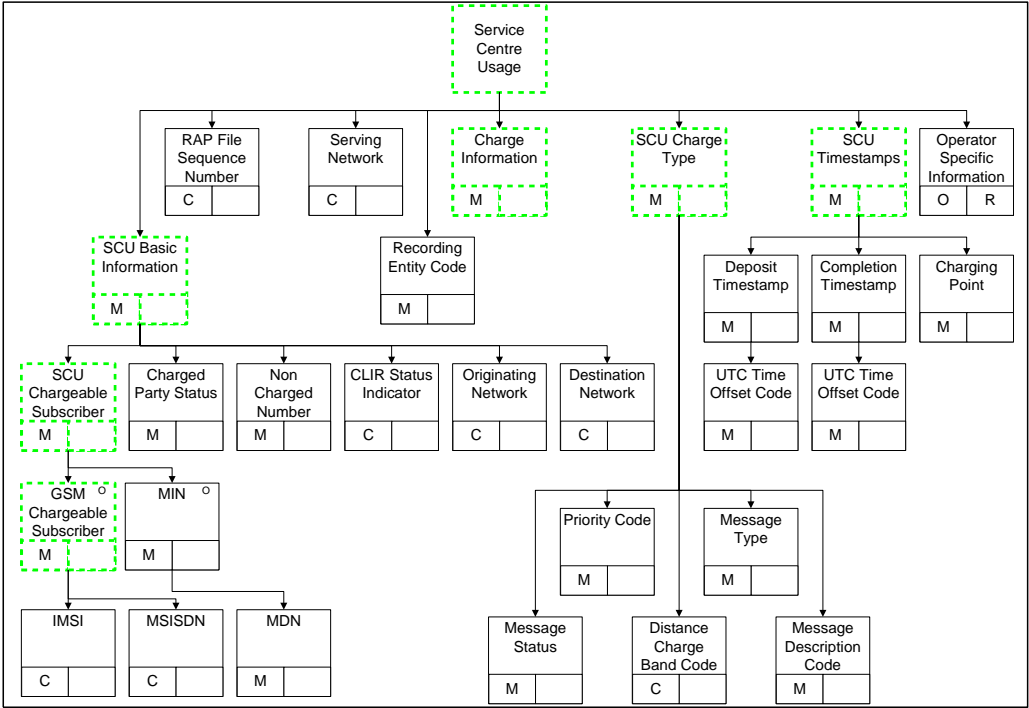 Service
Centre
Usage
RAP File
Sequence
Number
C
Serving
Network
C
Charge
Information
M
SCU Charge
Type
M
SCU
Timestamps
M
Operator
Specific
Information
O R
SCU Basic
Information
M
Recording
Entity Code
M
Deposit
Timestamp
M
Completion
Timestamp
M
Charging
Point
M
SCU
Chargeable
Subscriber
M
Charged
Party Status
M
Non
Charged
Number
M
CLIR Status
Indicator
C
Originating
Network
C
Destination
Network
C
UTC Time
Offset Code
M
UTC Time
Offset Code
M
GSM O
Chargeable
Subscriber
M
MIN O
M
Priority Code
M
Message
Type
M
IMSI
C
MSISDN
C
MDN
M
Message
Status
M
Distance
Charge
Band Code
C
Message
Description
Code
M